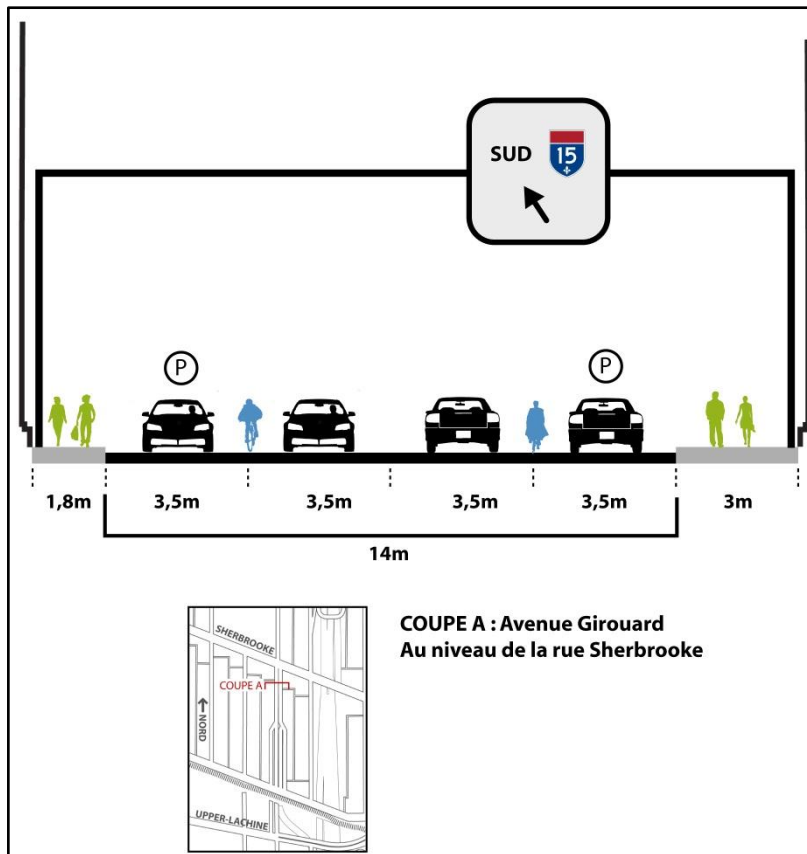 SUD 15
P
P
1,8m 3,5m 3,5m 3,5m 3,5m 3m
14m
COUPE A : Avenue Girouard
Au niveau de la rue Sherbrooke
SHERBROOKE
COUPE A
NORD
UPPER-LACHINE